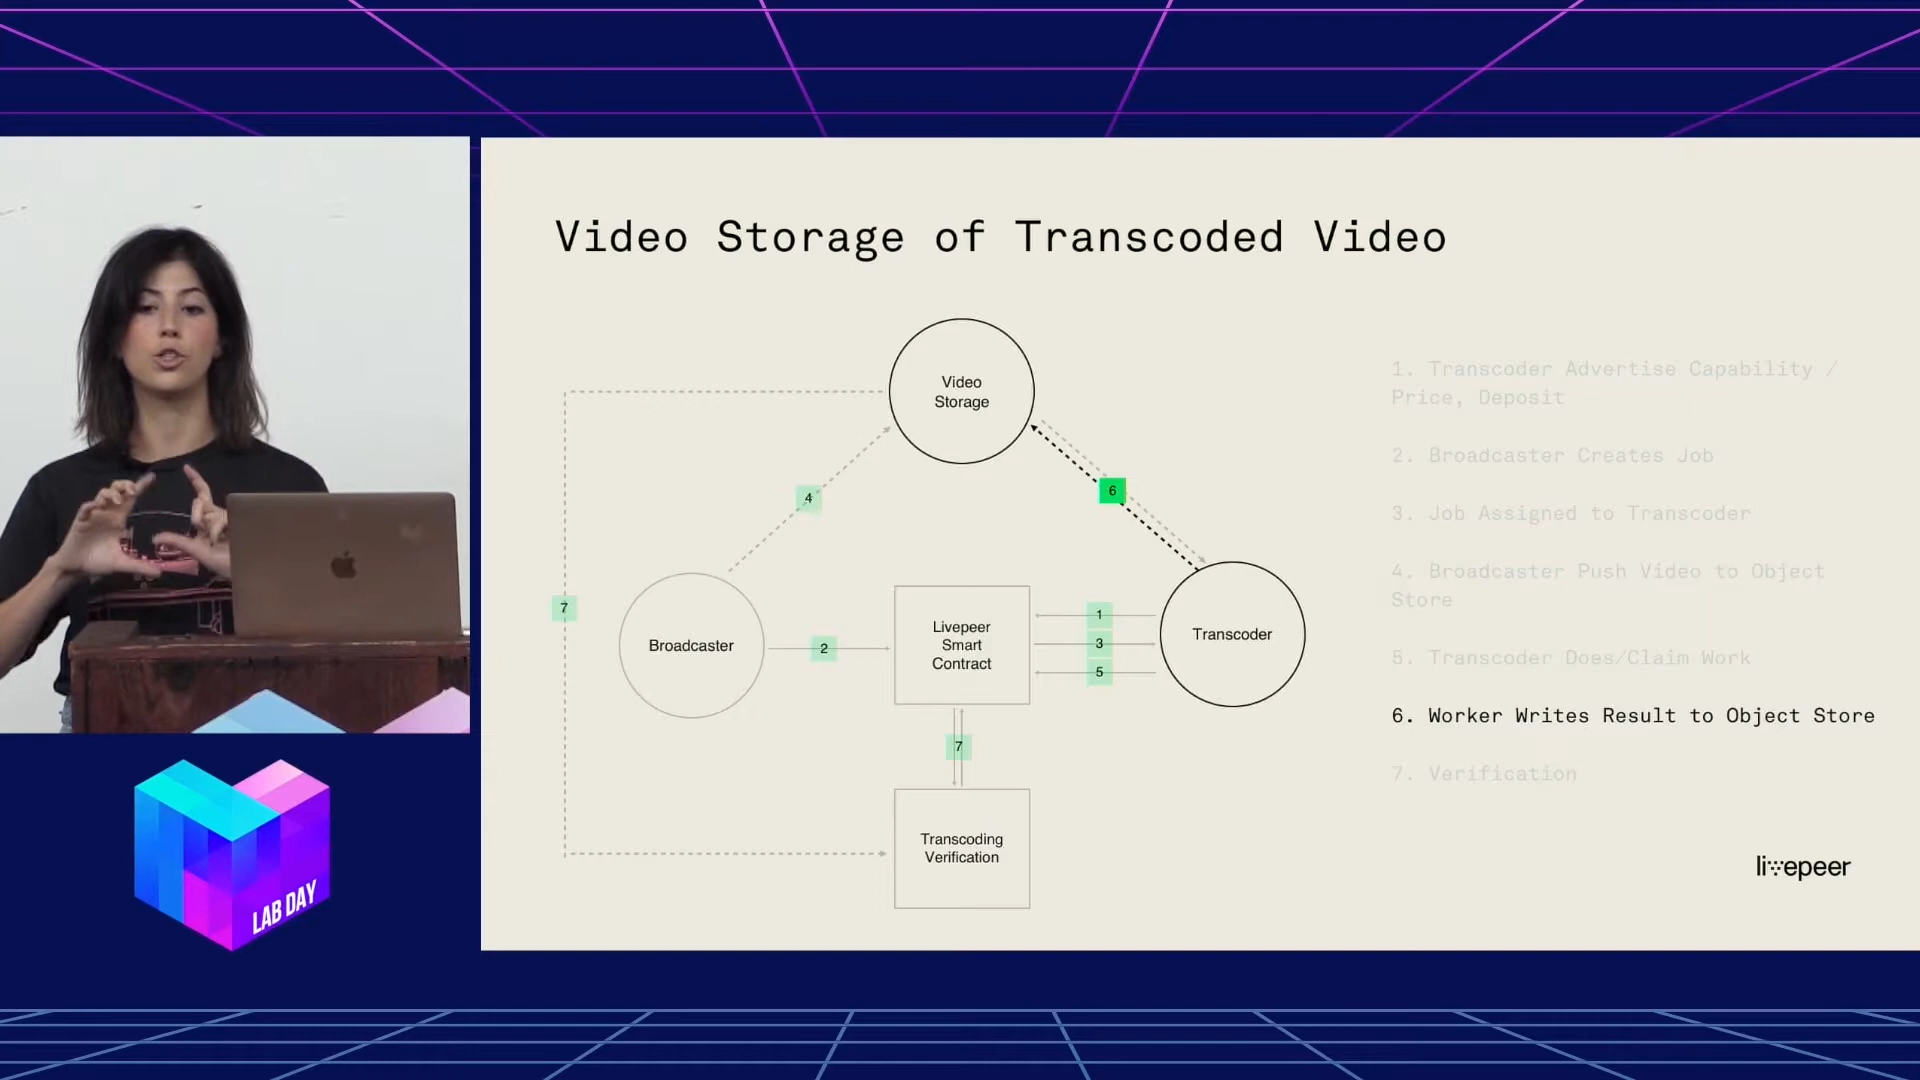 Video Storage of Transcoded Video
Video
Storage
4
6
7
Broadcaster
2
Livepeer
Smart
Contract
1
3
5
Transcoder
7
Transcoding
Verification
1. Transcoder Advertise Capability /
Price, Deposit
2. Broadcaster Creates Job
3. Job Assigned to Transcoder
4. Broadcaster Push Video to Object
Store
5. Transcoder Does/Claim Work
6. Worker Writes Result to Object Store
7. Verification
livepeer
LAB DAY